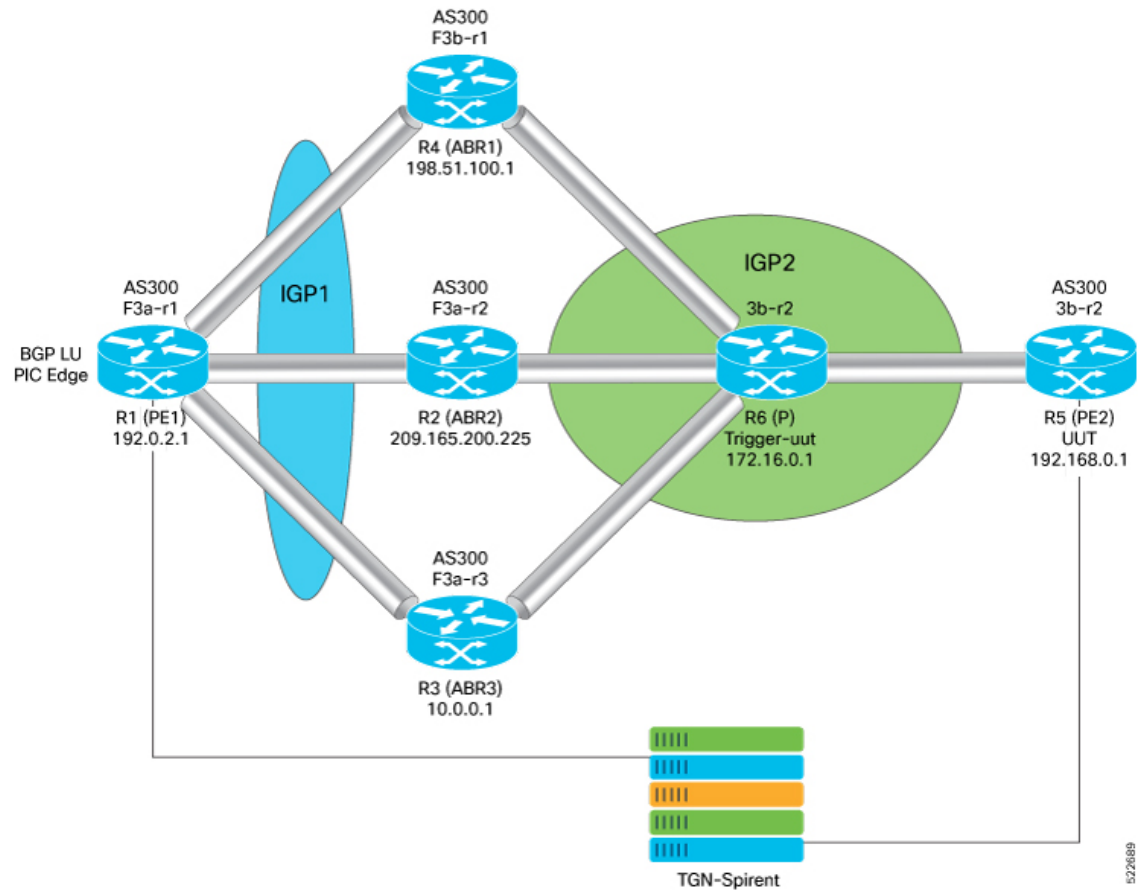 AS300
F3b-r1
R4 (ABR1)
198.51.100.1
IGP1
IGP2
AS300
F3a-r1
AS300
F3a-r2
3b-r2
AS300
3b-r2
BGP LU
PIC Edge
R1 (PE1)
192.0.2.1
R2 (ABR2)
209.165.200.225
R6 (P)
Trigger-uut
172.16.0.1
R5 (PE2)
UUT
192.168.0.1
AS300
F3a-r3
R3 (ABR3)
10.0.0.1
TGN-Spirent
522689